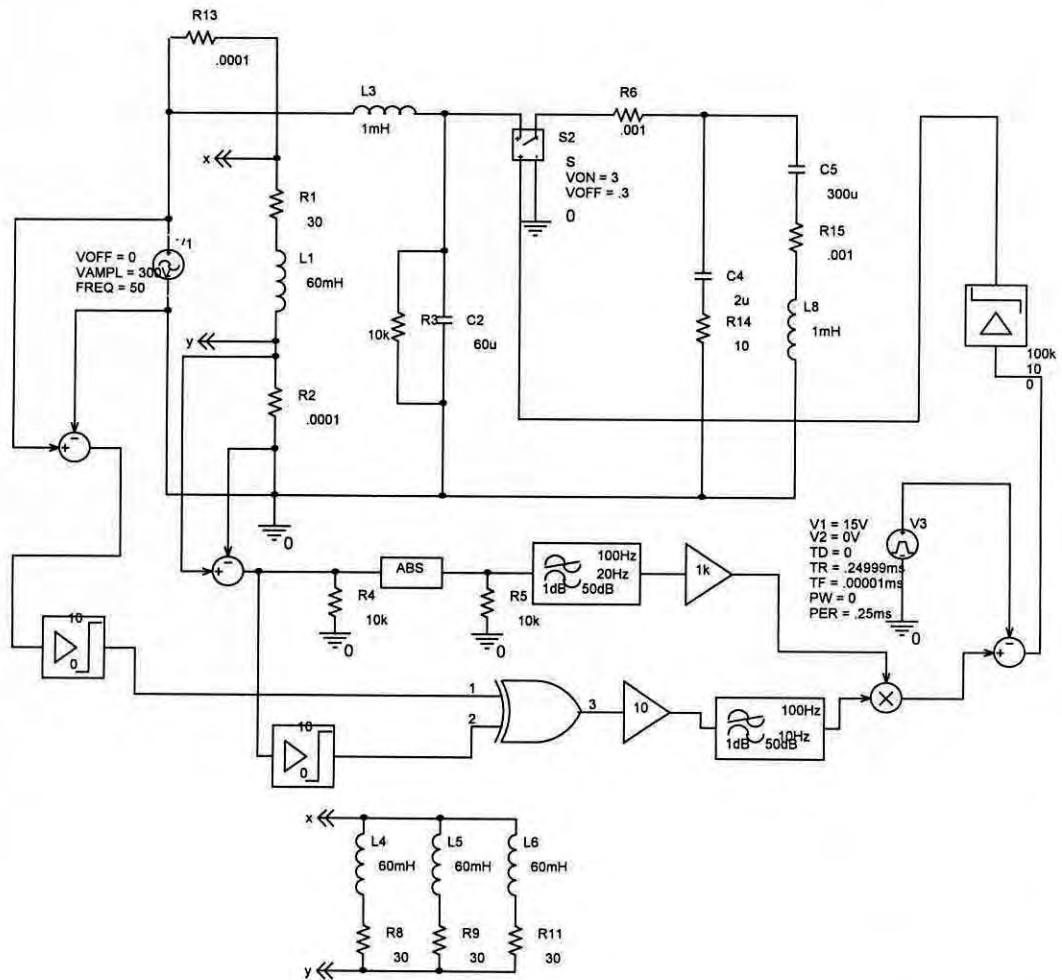 R13
.0001
L3
1mH
R6
.001
S2
S
VON = 3
VOFF = .3
0
C5
300u
R15
.001
L8
1mH
x
R1
30
L1
60mH
VOFF = 0
VAMPL = 300V
FREQ = 50
y
R2
.0001
R3
10k
C2
60u
C4
2u
R14
10
100k
10
0
+
−
0
+
−
ABS
R4
10k
0
R5
10k
0
100Hz
20Hz
1dB 50dB
1k
V1 = 15V
V2 = 0V
TD = 0
TR = .24999ms
TF = .00001ms
PW = 0
PER = .25ms
V3
0
+
−
10
0
1
2
3
10
100Hz
10Hz
1dB 50dB
10
0
x
L4
60mH
L5
60mH
L6
60mH
R8
30
R9
30
R11
30
y